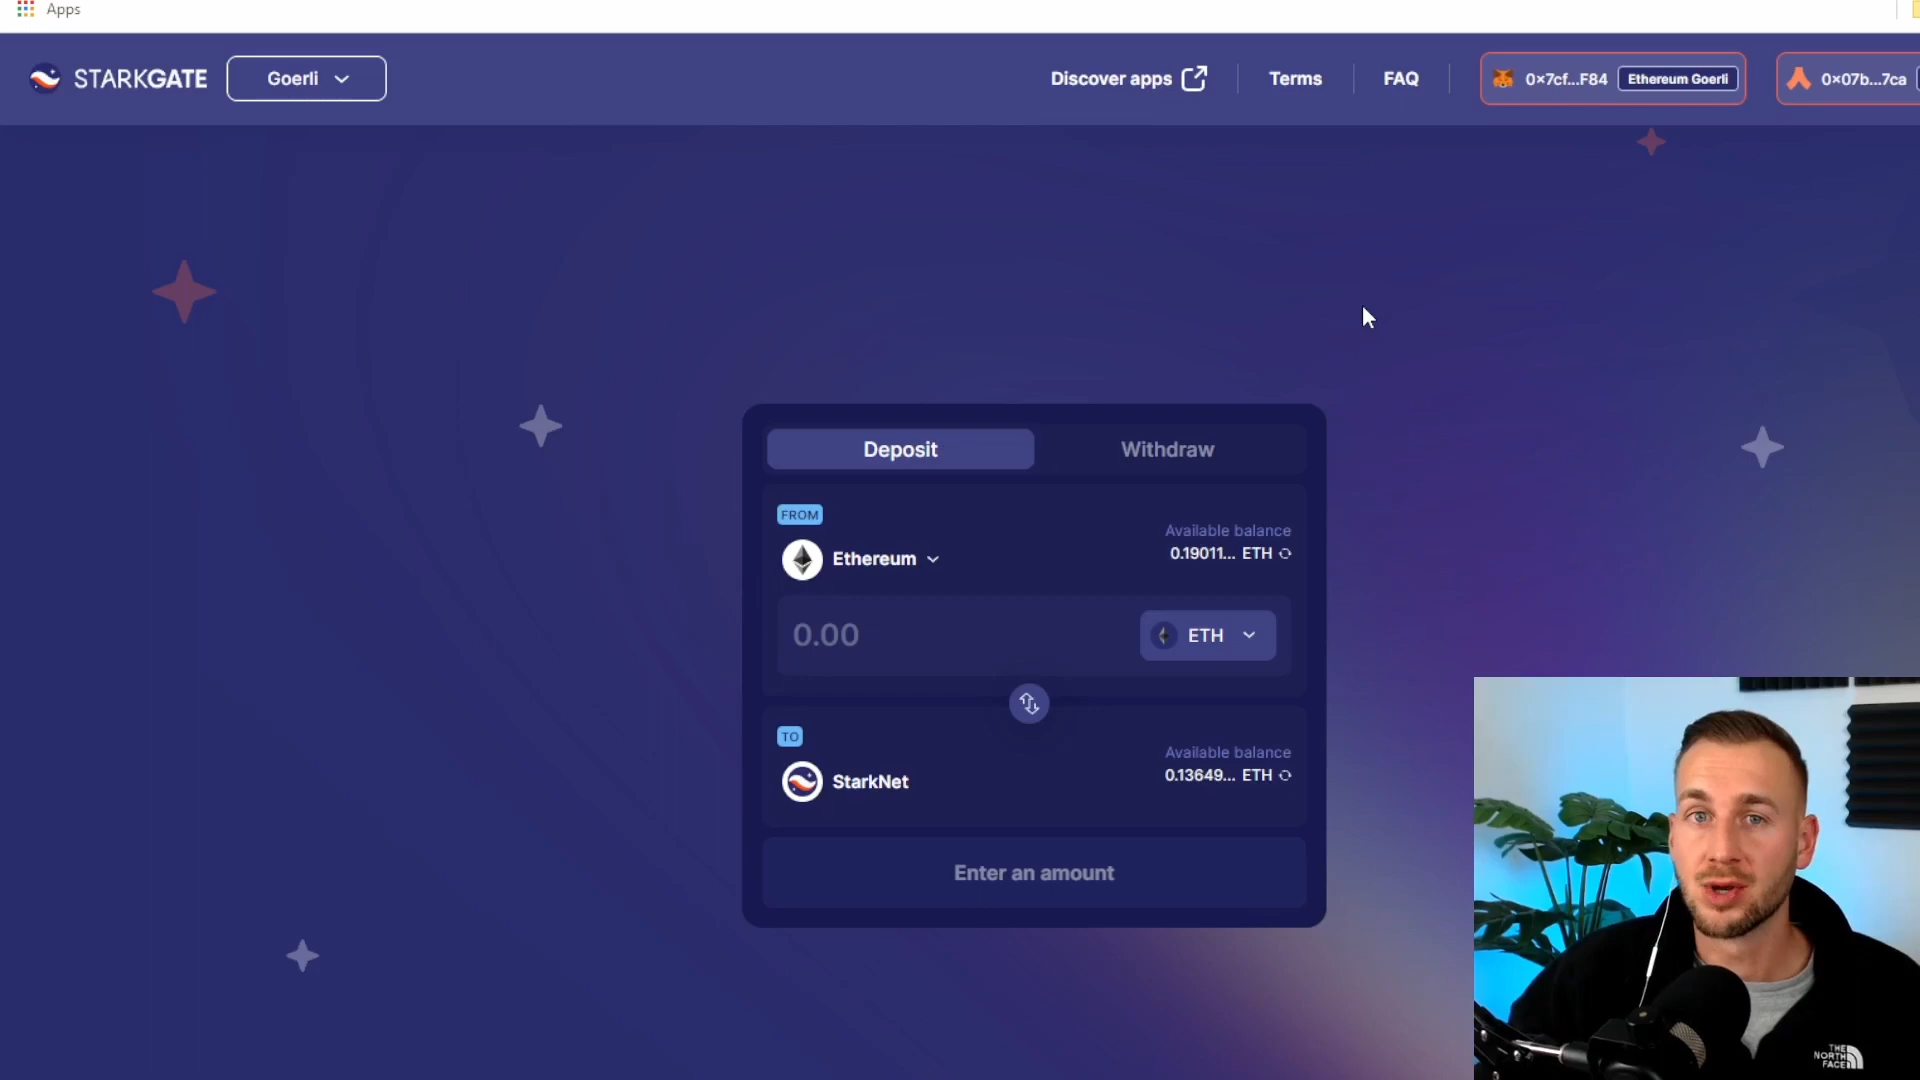 Apps
STARKGATE
Goerli
Discover apps
Terms
FAQ
0x7cf...F84
Ethereum Goerli
0x07b...7ca
Deposit
Withdraw
FROM
Available balance
Ethereum
0.19011... ETH
0.00
ETH
TO
Available balance
StarkNet
0.13649... ETH
Enter an amount
THE
NORTH
FACE